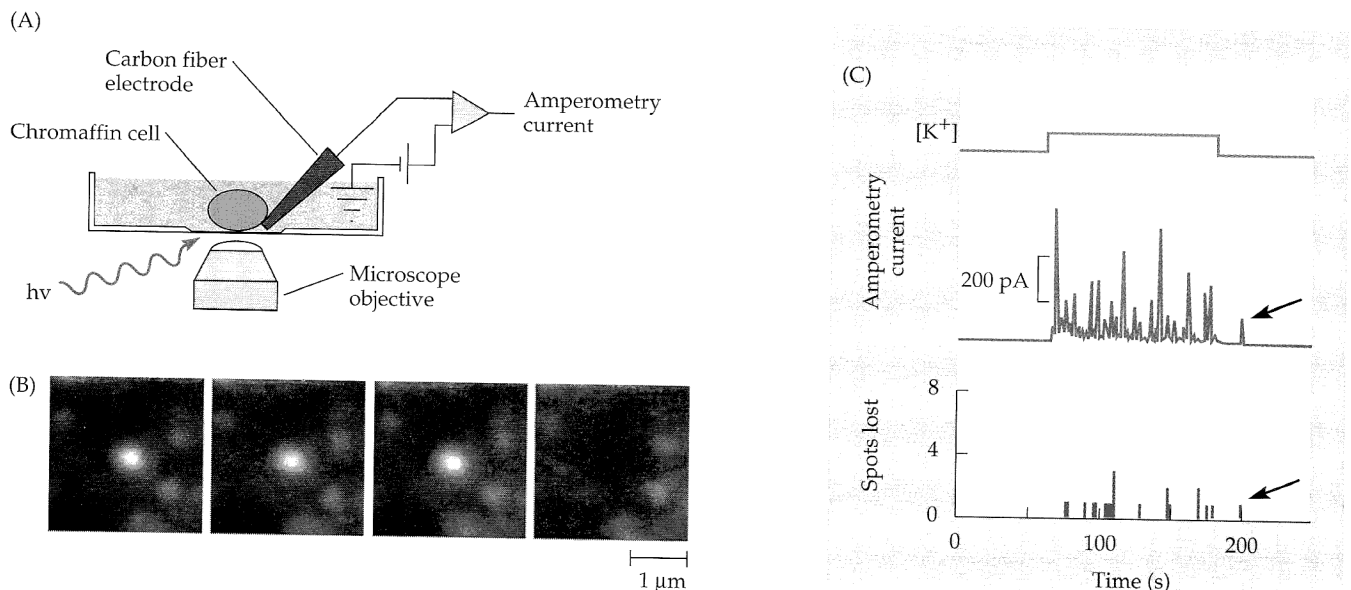 (A)
Carbon fiber
electrode
Amperometry
current
Chromaffin cell
Microscope
objective
hv
(B)
1 µm
(C)
[K⁺]
Amperometry
current
200 pA
Spots lost
8
4
0
0
100
200
Time (s)